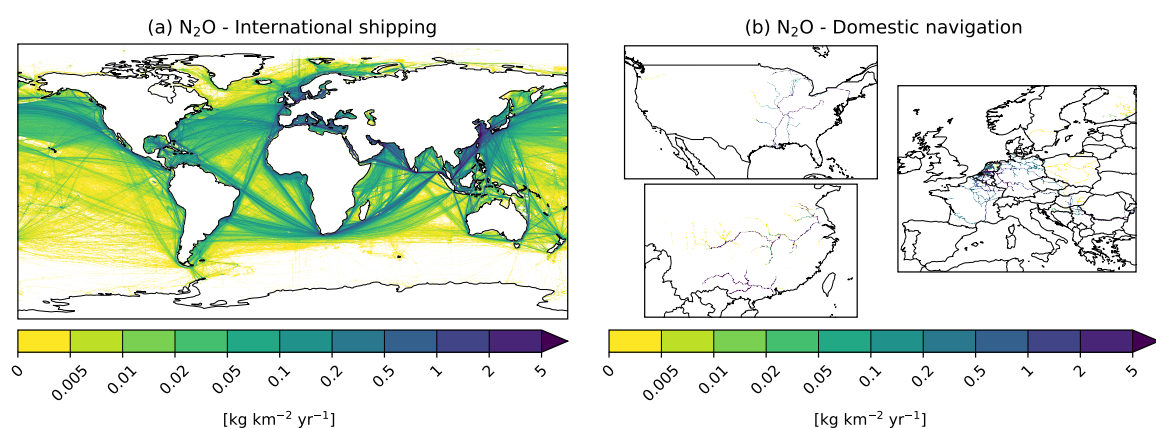 (a) N₂O - International shipping
(b) N₂O - Domestic navigation
0 0.005 0.01 0.02 0.05 0.1 0.2 0.5 1 2 5
[kg km⁻² yr⁻¹]
0 0.005 0.01 0.02 0.05 0.1 0.2 0.5 1 2 5
[kg km⁻² yr⁻¹]